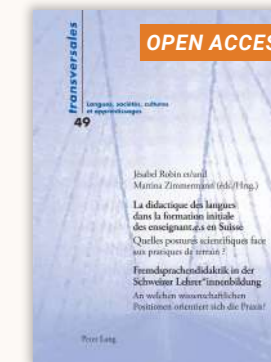 OPEN ACCES
transversales
Langues, sociétés, cultures
et apprentissages
49
Jésabel Robin et/und
Martina Zimmermann (éds/Hrsg.)
La didactique des langues
dans la formation initiale
des enseignant.e.s en Suisse
Quelles postures scientifiques face
aux pratiques de terrain ?
Fremdsprachendidaktik in der
Schweizer Lehrer*innenbildung
An welchen wissenschaftlichen
Positionen orientiert sich die Praxis?
Peter Lang